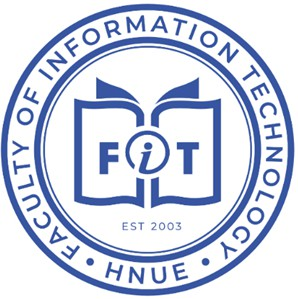 FACULTY OF INFORMATION TECHNOLOGY
FiT
EST 2003
• HNUE •